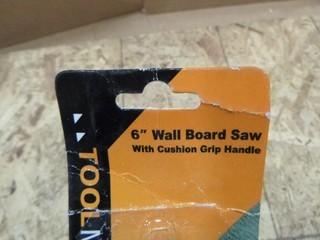 6" Wall Board Saw
With Cushion Grip Handle
TOOL